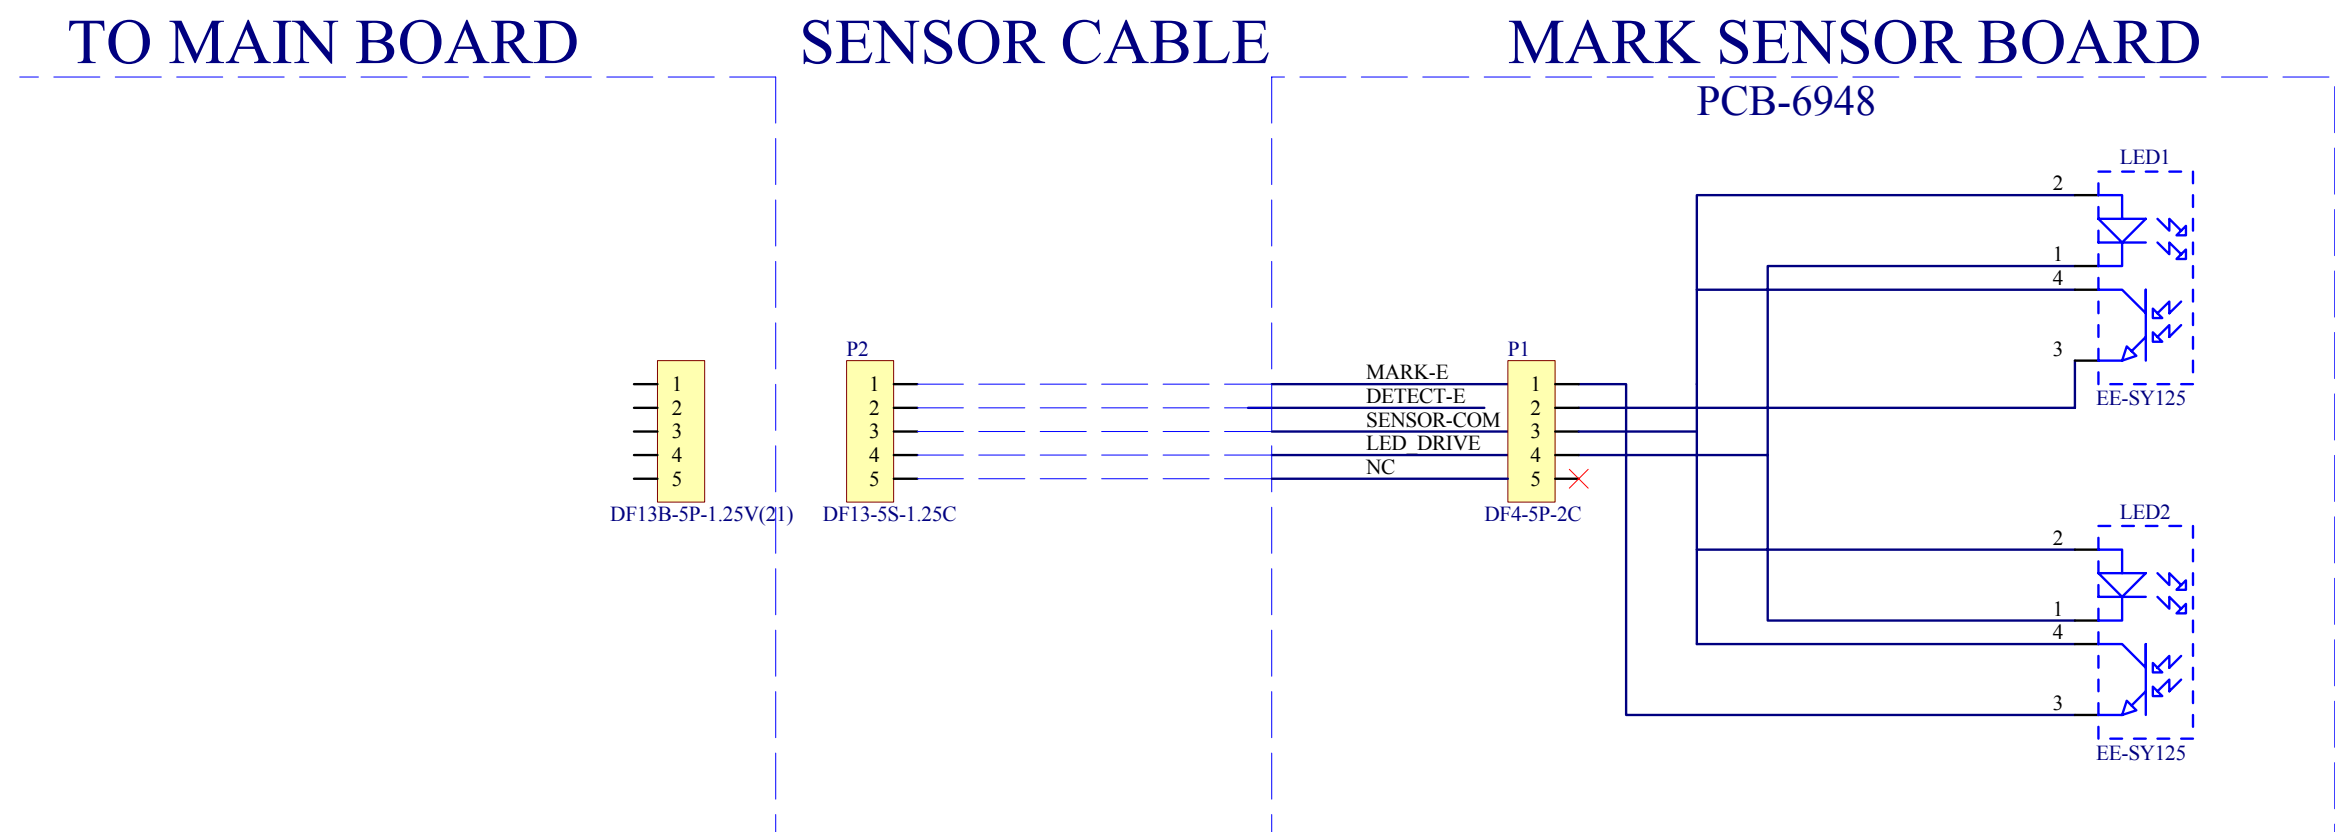 TO MAIN BOARD
SENSOR CABLE
MARK SENSOR BOARD
PCB-6948
1
2
3
4
5
DF13B-5P-1.25V(21)
P2
1
2
3
4
5
DF13-5S-1.25C
MARK-E
DETECT-E
SENSOR-COM
LED_DRIVE
NC
P1
1
2
3
4
5
DF4-5P-2C
LED1
2
1
4
3
EE-SY125
LED2
2
1
4
3
EE-SY125